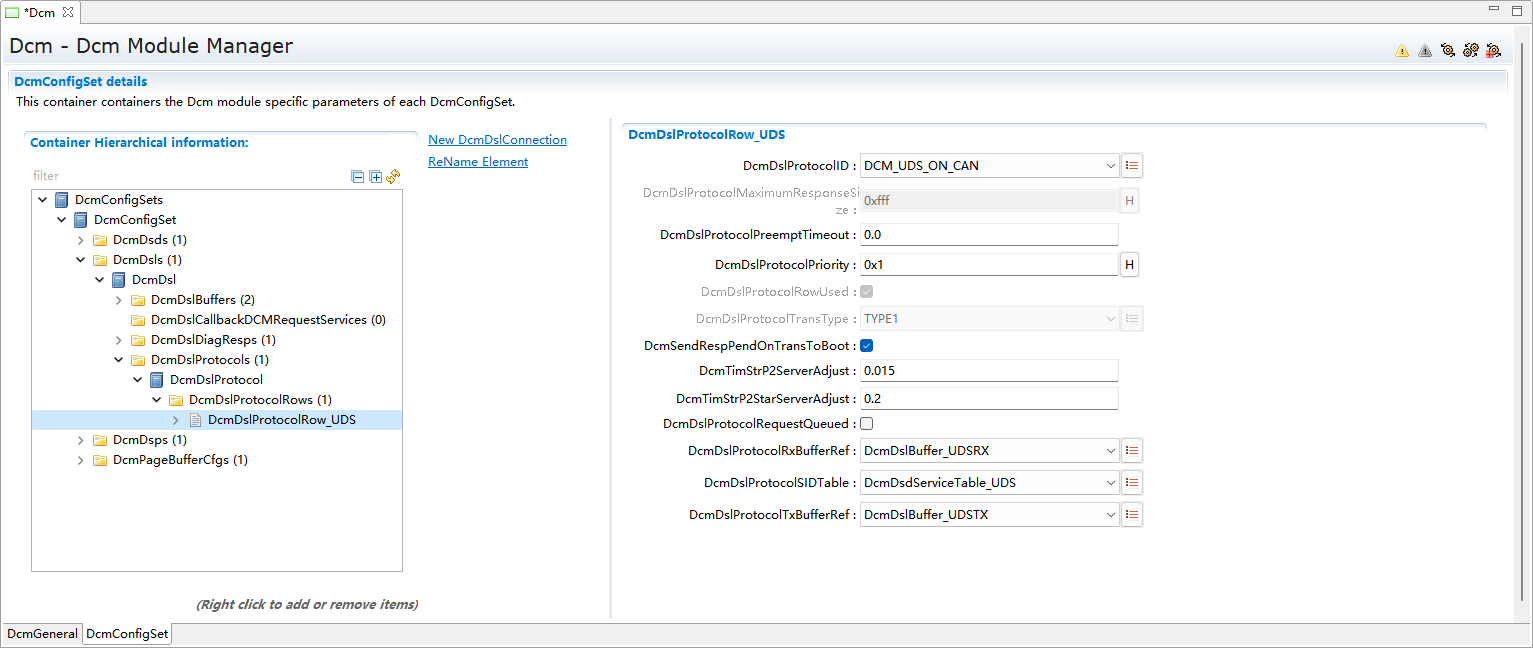 *Dcm
Dcm - Dcm Module Manager
DcmConfigSet details
This container containers the Dcm module specific parameters of each DcmConfigSet.
Container Hierarchical information:
New DcmDslConnection
ReName Element
filter
DcmConfigSets
DcmConfigSet
DcmDsds (1)
DcmDsls (1)
DcmDsl
DcmDslBuffers (2)
DcmDslCallbackDCMRequestServices (0)
DcmDslDiagResps (1)
DcmDslProtocols (1)
DcmDslProtocol
DcmDslProtocolRows (1)
DcmDslProtocolRow_UDS
DcmDsps (1)
DcmPageBufferCfgs (1)
(Right click to add or remove items)
DcmDslProtocolRow_UDS
DcmDslProtocolID : DCM_UDS_ON_CAN
DcmDslProtocolMaximumResponseSi
ze : 0xfff H
DcmDslProtocolPreemptTimeout : 0.0
DcmDslProtocolPriority : 0x1 H
DcmDslProtocolRowUsed :
DcmDslProtocolTransType : TYPE1
DcmSendRespPendOnTransToBoot :
DcmTimStrP2ServerAdjust : 0.015
DcmTimStrP2StarServerAdjust : 0.2
DcmDslProtocolRequestQueued :
DcmDslProtocolRxBufferRef : DcmDslBuffer_UDSRX
DcmDslProtocolSIDTable : DcmDsdServiceTable_UDS
DcmDslProtocolTxBufferRef : DcmDslBuffer_UDSTX
DcmGeneral DcmConfigSet